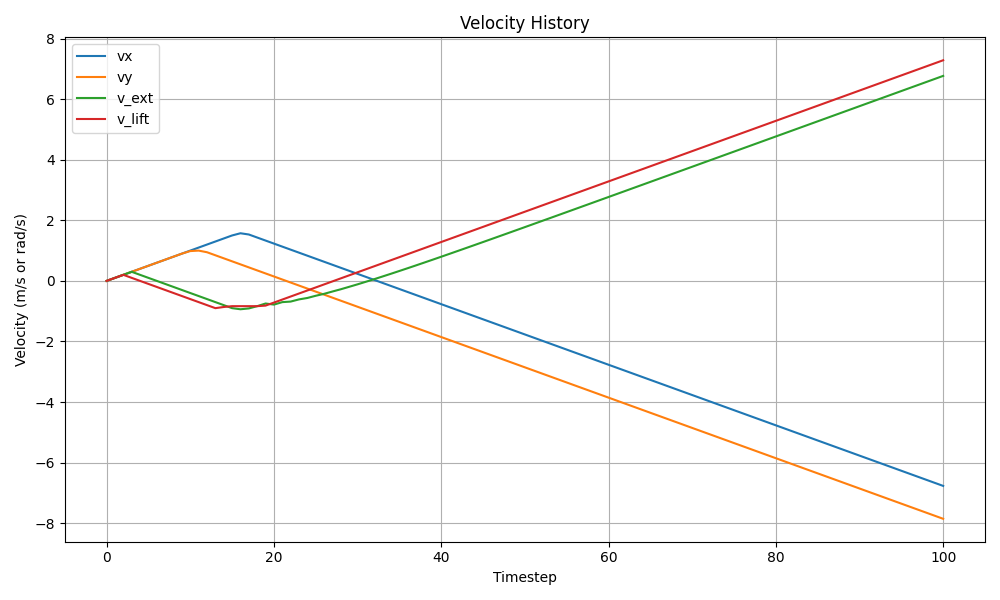 Velocity History
vx
vy
v_ext
v_lift
Velocity (m/s or rad/s)
8
6
4
2
0
−2
−4
−6
−8
0 20 40 60 80 100
Timestep